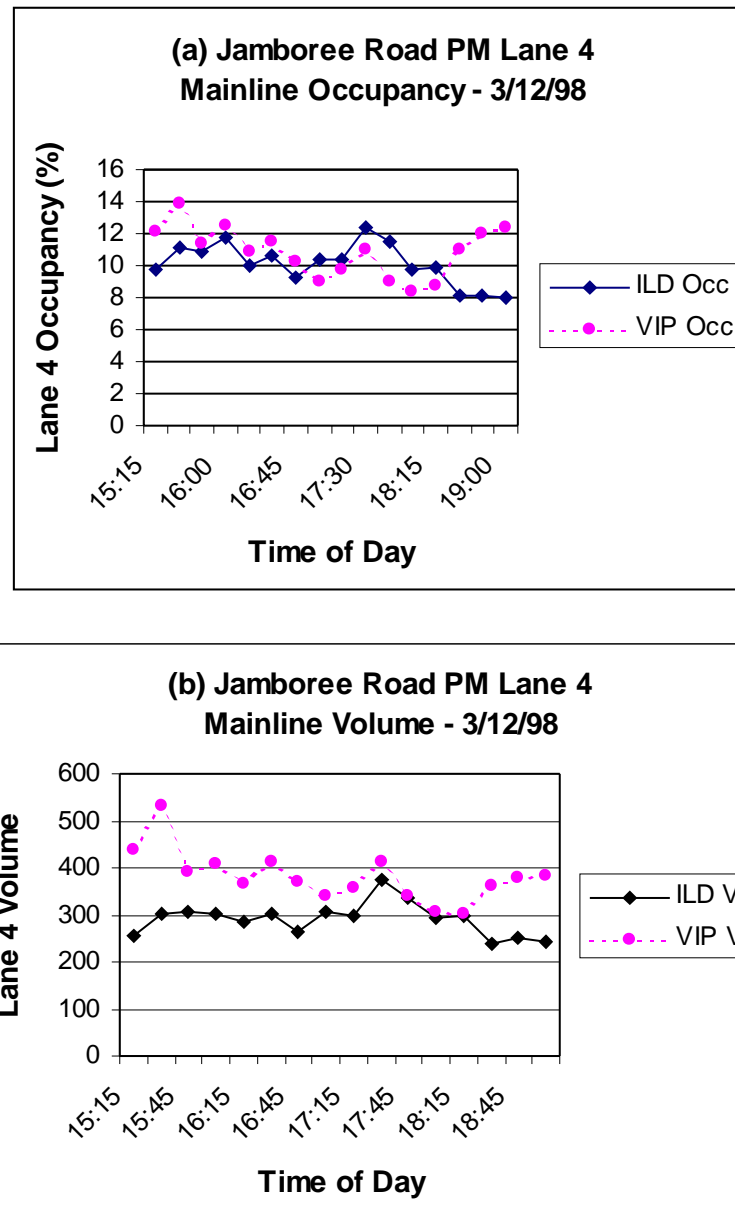 (a) Jamboree Road PM Lane 4
Mainline Occupancy - 3/12/98
Lane 4 Occupancy (%)
16
14
12
10
8
6
4
2
0
15:15
16:00
16:45
17:30
18:15
19:00
Time of Day
ILD Occ
VIP Occ
(b) Jamboree Road PM Lane 4
Mainline Volume - 3/12/98
Lane 4 Volume
600
500
400
300
200
100
0
15:15
15:45
16:15
16:45
17:15
17:45
18:15
18:45
Time of Day
ILD V
VIP V